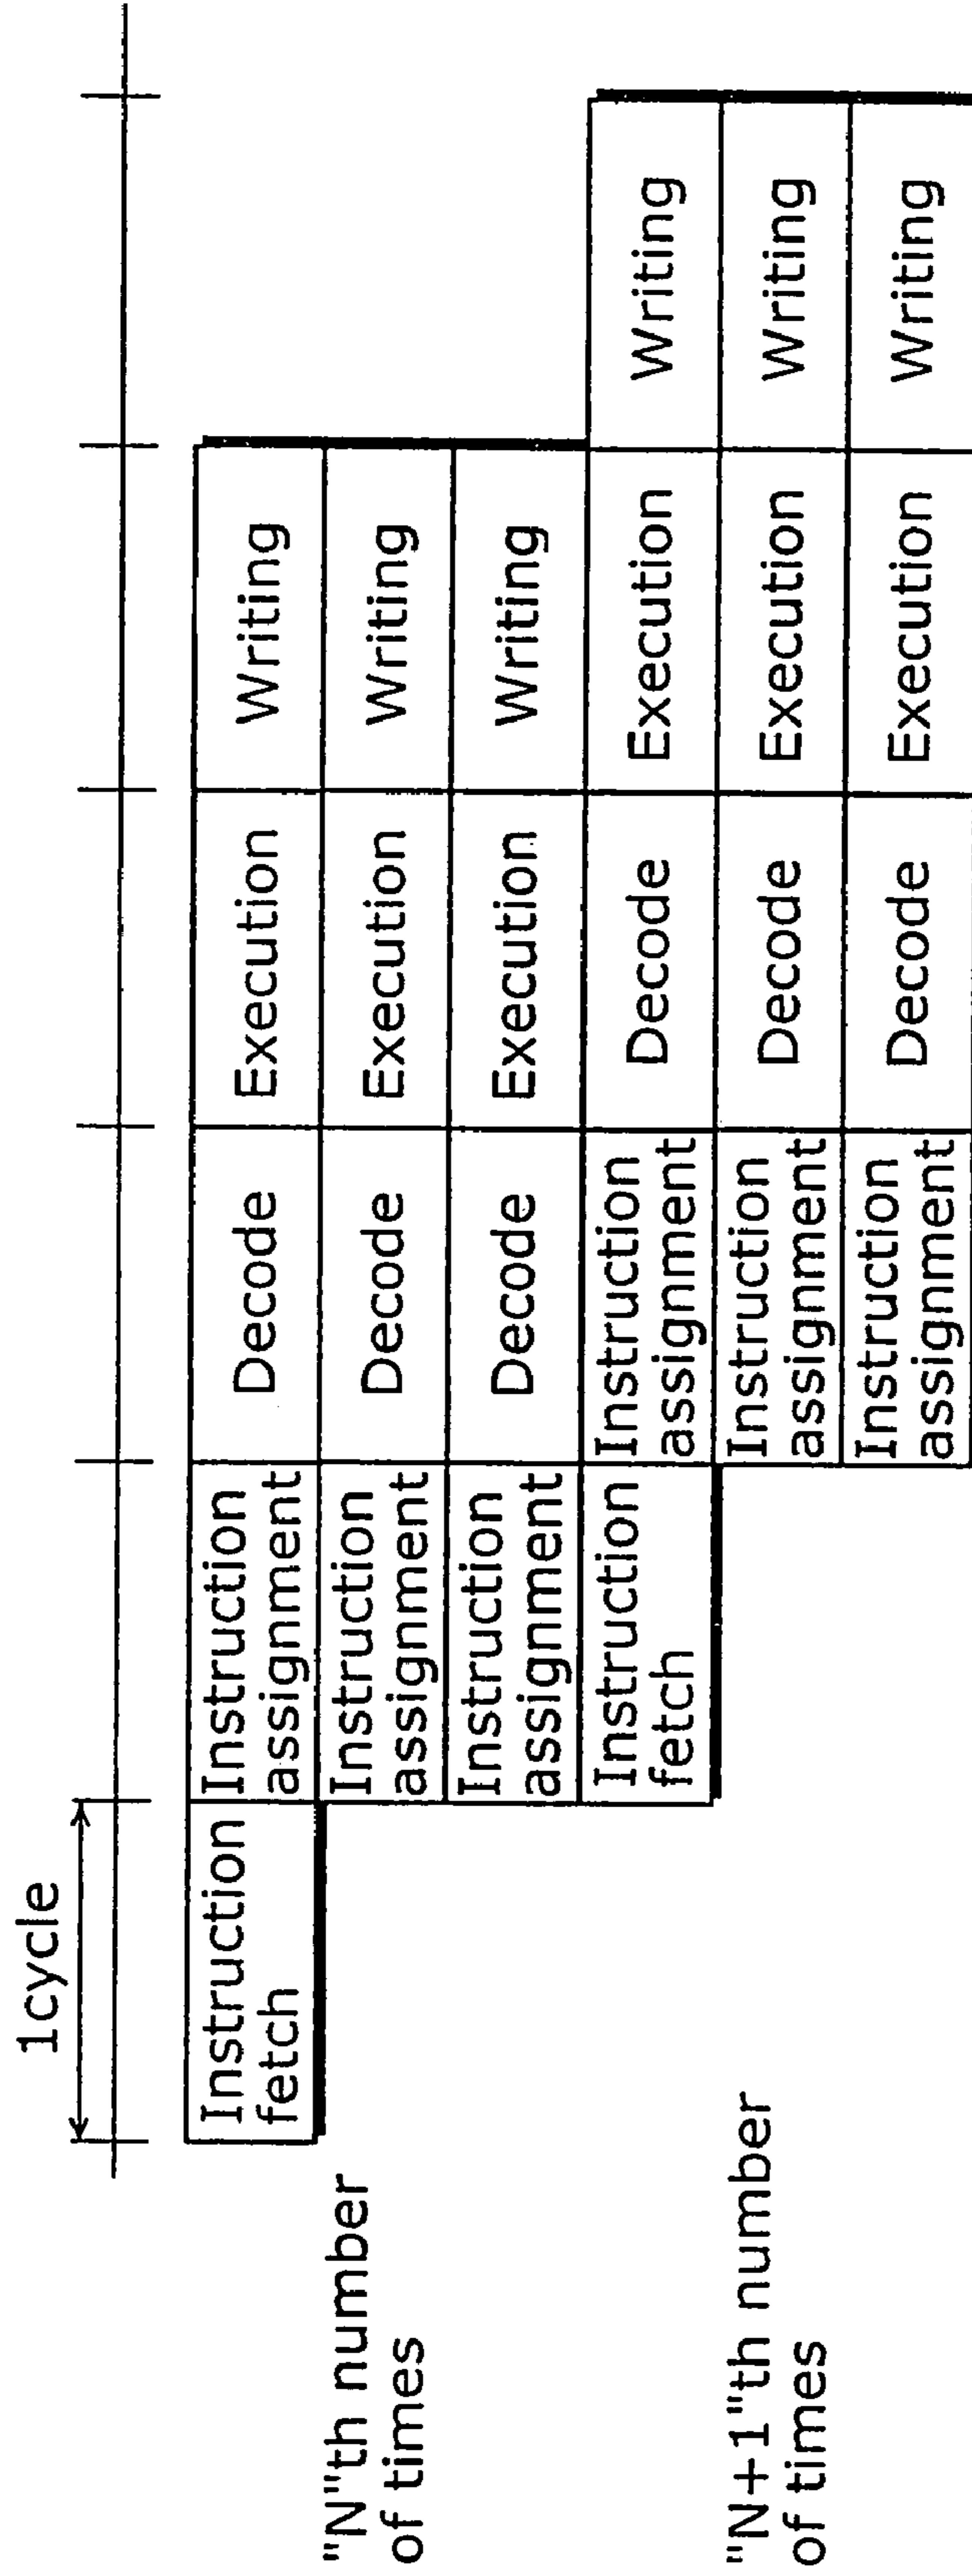 1cycle
Instruction
fetch
Instruction
assignment
Decode
Execution
Writing
"N"th number
of times
Instruction
assignment
Decode
Execution
Writing
Instruction
assignment
Decode
Execution
Writing
Instruction
fetch
Instruction
assignment
Decode
Execution
Writing
"N+1"th number
of times
Instruction
assignment
Decode
Execution
Writing
Instruction
assignment
Decode
Execution
Writing